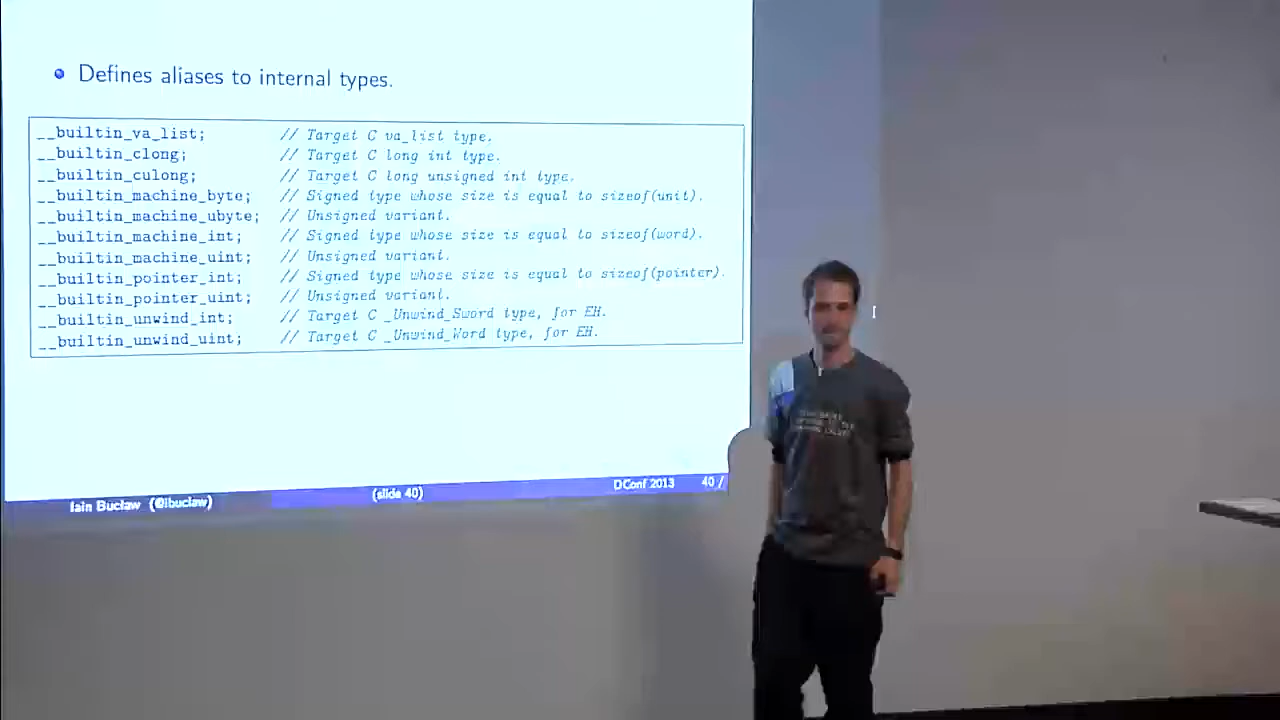 Defines aliases to internal types.
__builtin_va_list; // Target C va_list type.
__builtin_clong; // Target C long int type.
__builtin_culong; // Target C long unsigned int type.
__builtin_machine_byte; // Signed type whose size is equal to sizeof(unit).
__builtin_machine_ubyte; // Unsigned variant.
__builtin_machine_int; // Signed type whose size is equal to sizeof(word).
__builtin_machine_uint; // Unsigned variant.
__builtin_pointer_int; // Signed type whose size is equal to sizeof(pointer).
__builtin_pointer_uint; // Unsigned variant.
__builtin_unwind_int; // Target C _Unwind_Sword type, for EH.
__builtin_unwind_uint; // Target C _Unwind_Word type, for EH.
Iain Buclaw (@ibuclaw) (slide 40) DConf 2013 40 /